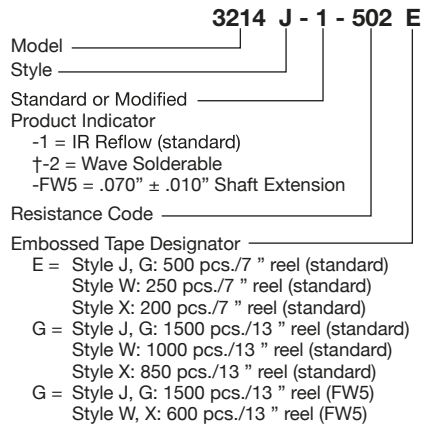 3214 J - 1 - 502 E
Model
Style
Standard or Modified
Product Indicator
-1 = IR Reflow (standard)
†-2 = Wave Solderable
-FW5 = .070” ± .010” Shaft Extension
Resistance Code
Embossed Tape Designator
E = Style J, G: 500 pcs./7 ” reel (standard)
Style W: 250 pcs./7 ” reel (standard)
Style X: 200 pcs./7 ” reel (standard)
G = Style J, G: 1500 pcs./13 ” reel (standard)
Style W: 1000 pcs./13 ” reel (standard)
Style X: 850 pcs./13 ” reel (standard)
G = Style J, G: 1500 pcs./13 ” reel (FW5)
Style W, X: 600 pcs./13 ” reel (FW5)